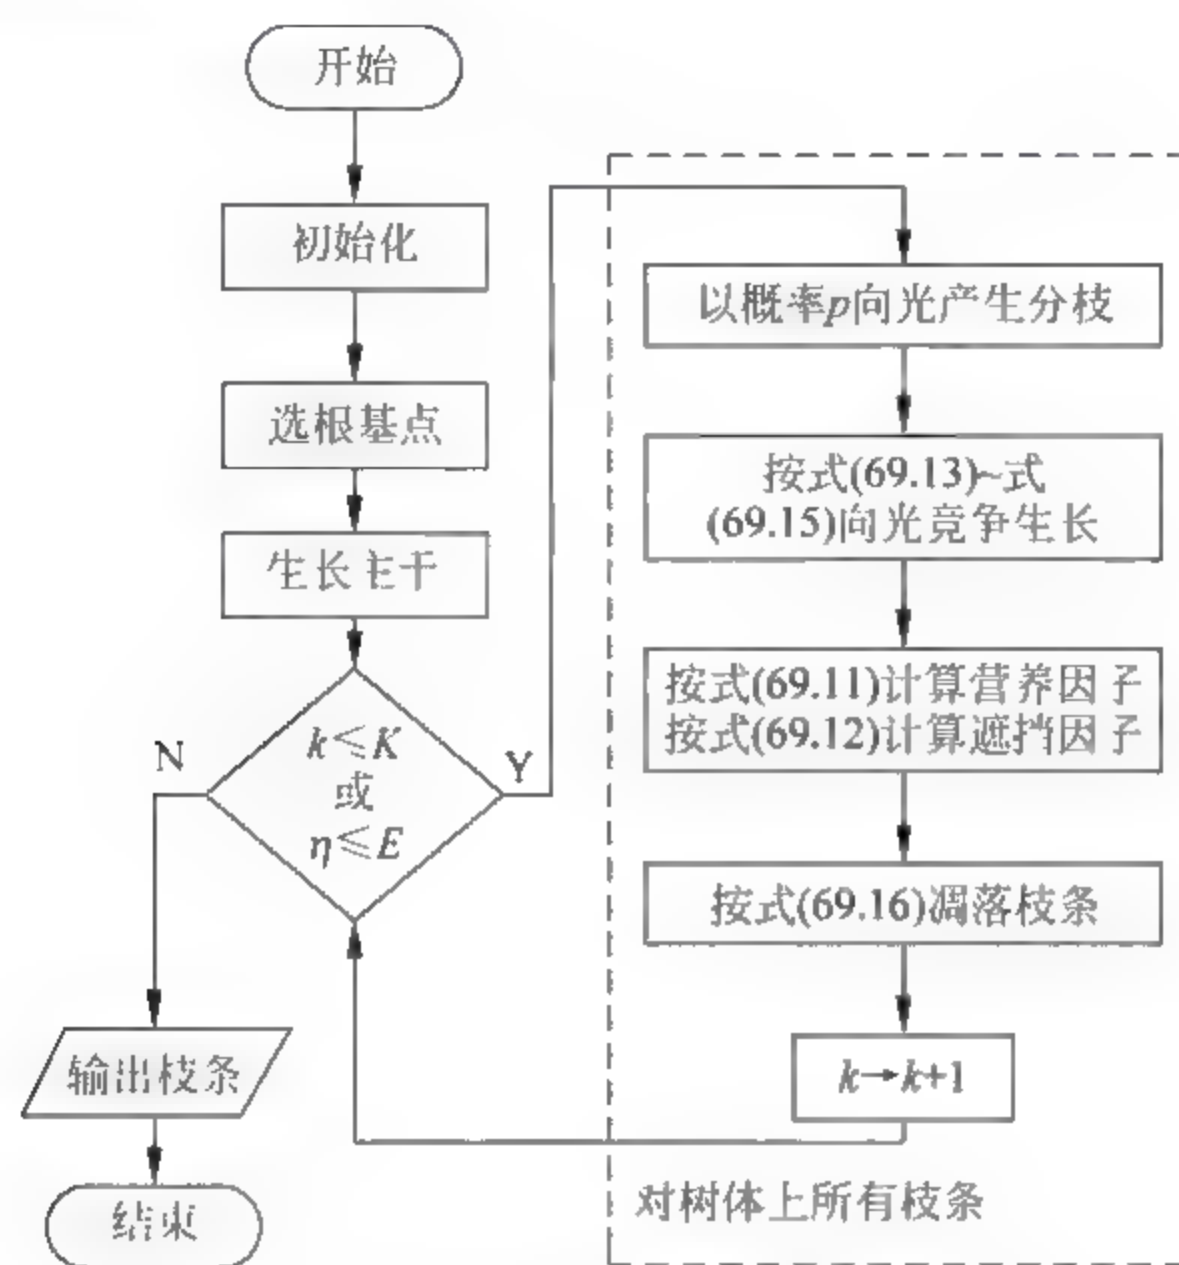 开始
初始化
选根基点
生长主干
k≤K
或
η≤E
N
Y
输出枝条
结束
以概率p向光产生分枝
按式(69.13)~式
(69.15)向光竞争生长
按式(69.11)计算营养因子
按式(69.12)计算遮挡因子
按式(69.16)凋落枝条
k→k+1
对树体上所有枝条